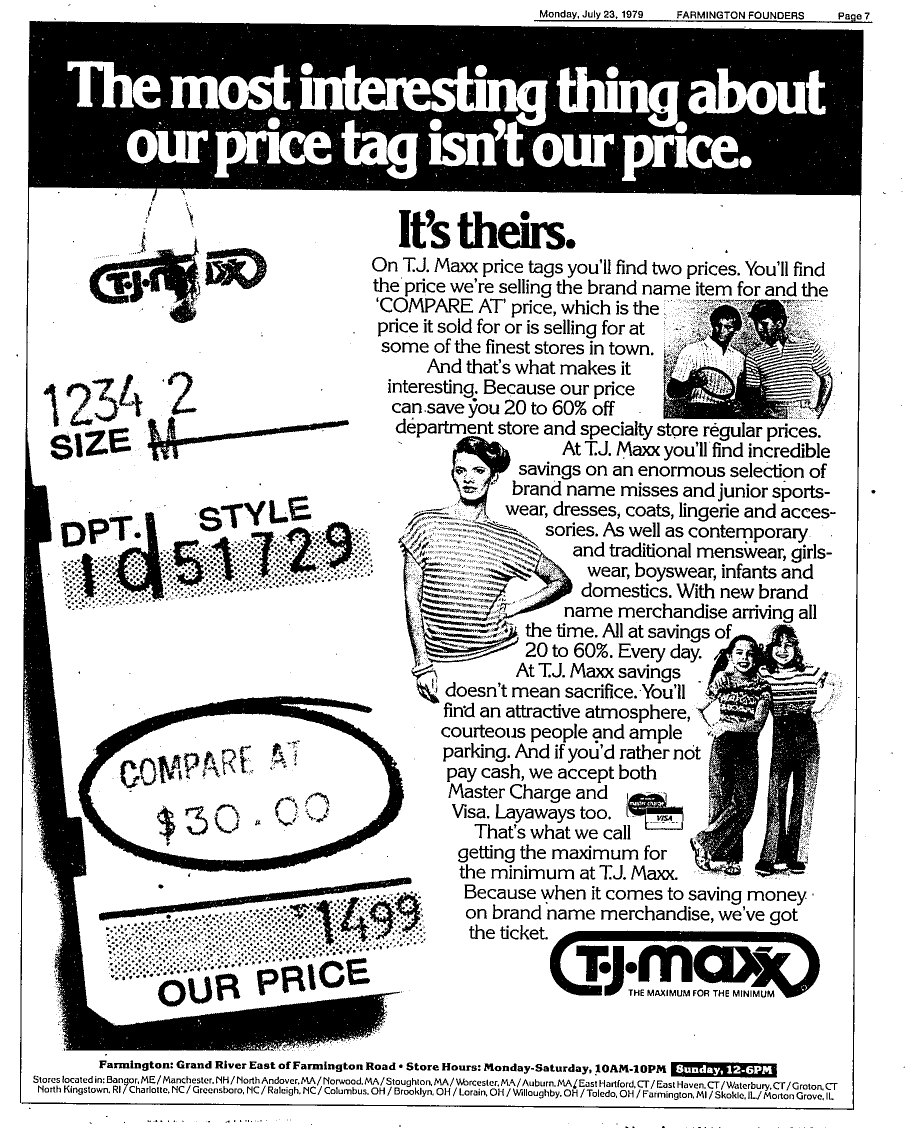 Monday, July 23, 1979 FARMINGTON FOUNDERS Page 7
The most interesting thing about
our price tag isn't our price.
It's theirs.
On T.J. Maxx price tags you'll find two prices. You'll find
the price we're selling the brand name item for and the
'COMPARE AT' price, which is the
price it sold for or is selling for at
some of the finest stores in town.
And that's what makes it
interesting. Because our price
can save you 20 to 60% off
department store and specialty store regular prices.
At T.J. Maxx you'll find incredible
savings on an enormous selection of
brand name misses and junior sports-
wear, dresses, coats, lingerie and acces-
sories. As well as contemporary
and traditional menswear, girls-
wear, boyswear, infants and
domestics. With new brand
name merchandise arriving all
the time. All at savings of
20 to 60%. Every day.
At T.J. Maxx savings
doesn't mean sacrifice. You'll
find an attractive atmosphere,
courteous people and ample
parking. And if you'd rather not
pay cash, we accept both
Master Charge and
Visa. Layaways too.
That's what we call
getting the maximum for
the minimum at T.J. Maxx.
Because when it comes to saving money
on brand name merchandise, we've got
the ticket.
master charge
VISA
T·J·maxx
THE MAXIMUM FOR THE MINIMUM
T·J·maxx
1234 2
SIZE M
DPT. STYLE
10 51729
COMPARE AT
$30.00
$1499
OUR PRICE
Farmington: Grand River East of Farmington Road • Store Hours: Monday-Saturday, 10AM-10PM Sunday, 12-6PM
Stores located in: Bangor, ME / Manchester, NH / North Andover, MA / Norwood, MA / Stoughton, MA / Worcester, MA / Auburn, MA / East Hartford, CT / East Haven, CT / Waterbury, CT / Groton, CT
North Kingstown, RI / Charlotte, NC / Greensboro, NC / Raleigh, NC / Columbus, OH / Brooklyn, OH / Lorain, OH / Willoughby, OH / Toledo, OH / Farmington, MI / Skokie, IL / Morton Grove, IL